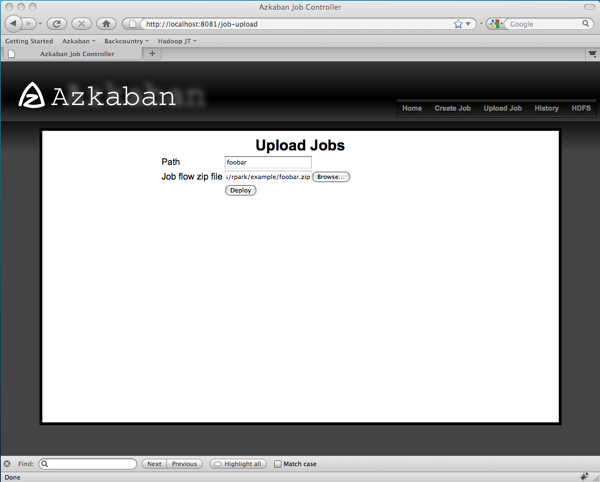 Azkaban Job Controller
http://localhost:8081/job-upload
Google
Getting Started Azkaban Backcountry Hadoop JT
Azkaban Job Controller
Azkaban
Home Create Job Upload Job History HDFS
Upload Jobs
Path foobar
Job flow zip file /rpark/example/foobar.zip Browse...
Deploy
Find: Next Previous Highlight all Match case
Done